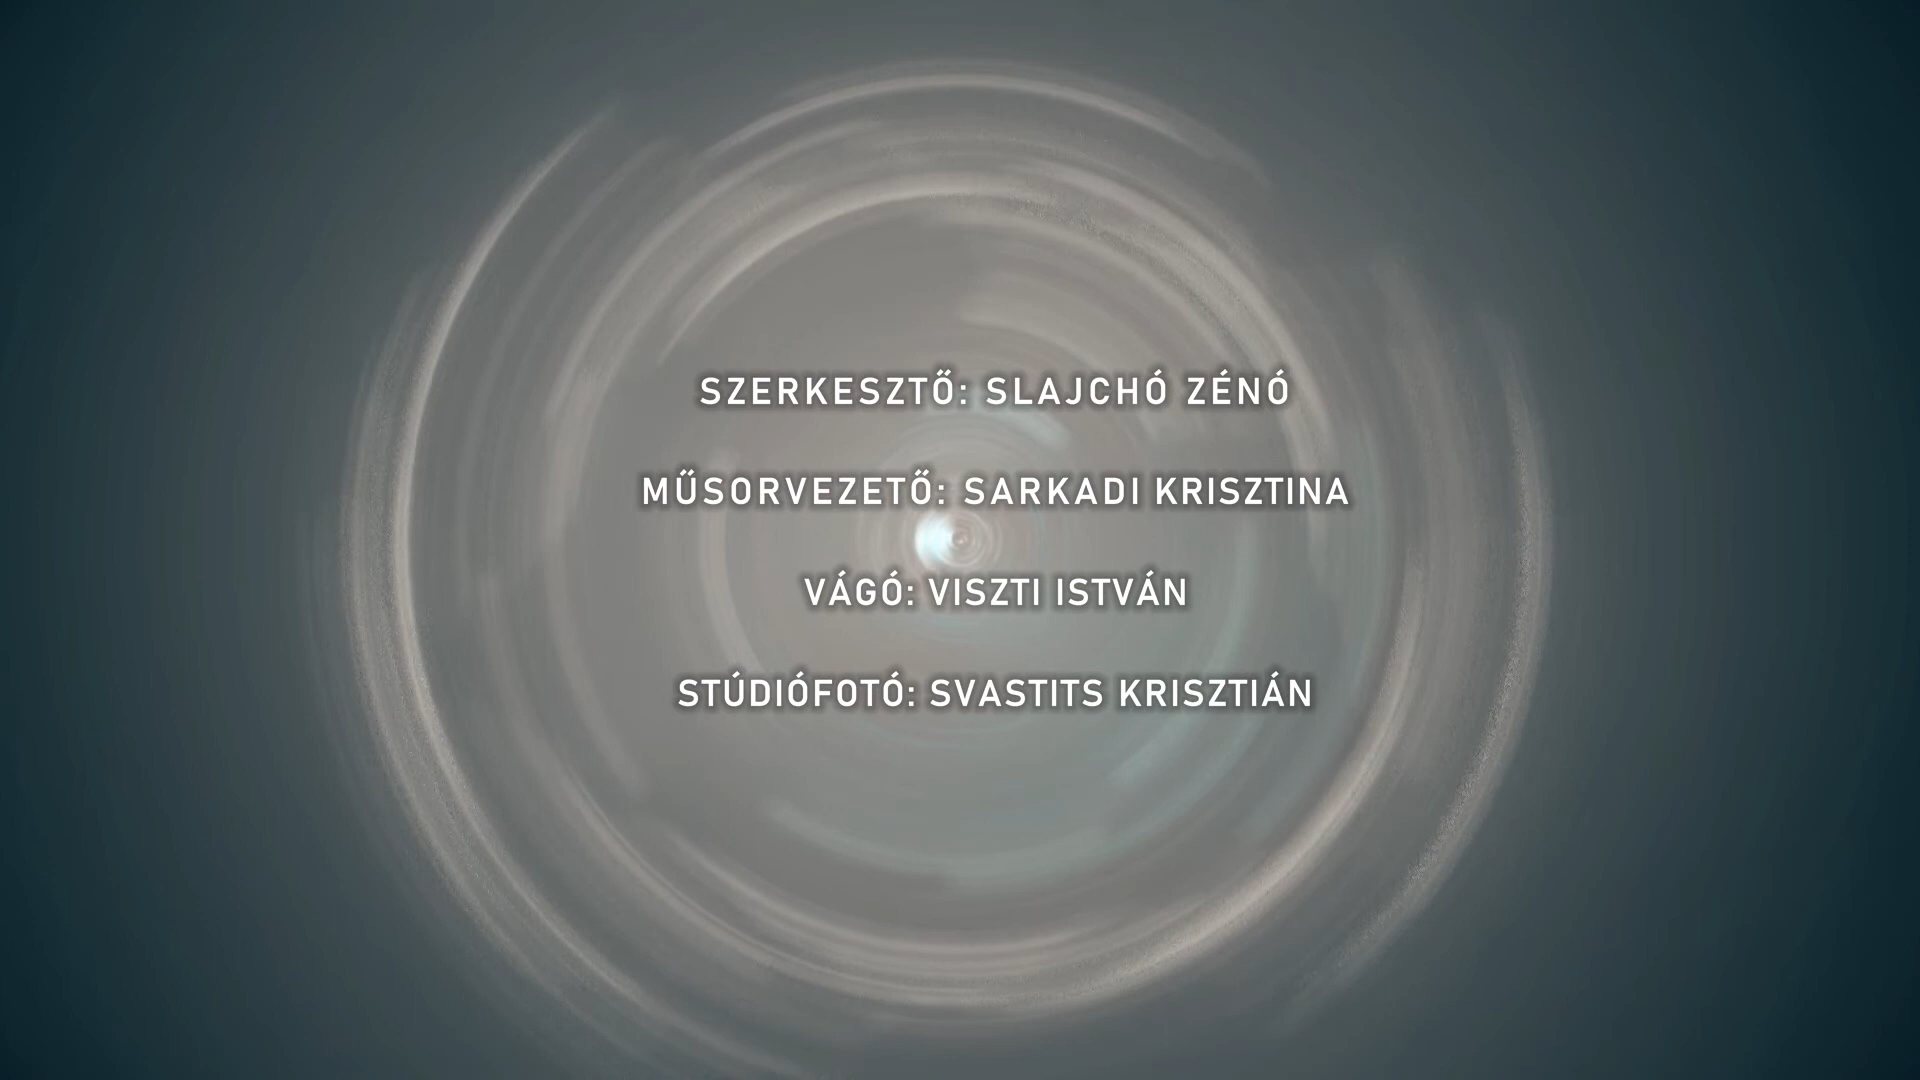 SZERKESZTŐ: SLAJCHÓ ZÉNÓ
MŰSORVEZETŐ: SARKADI KRISZTINA
VÁGÓ: VISZTI ISTVÁN
STÚDIÓFOTÓ: SVASTITS KRISZTIÁN